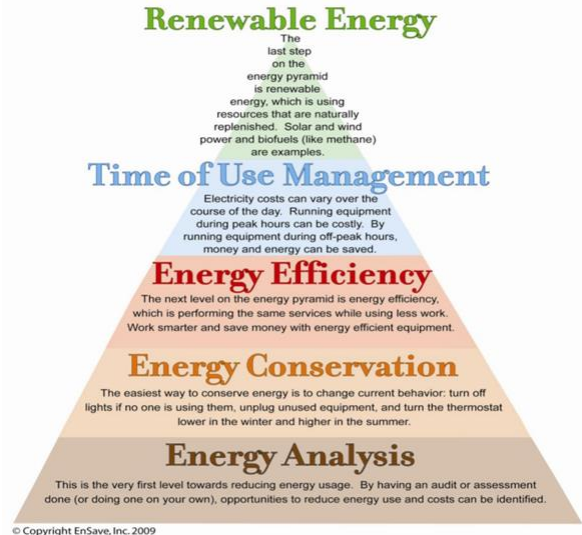 Renewable Energy
The
last step
on the
energy pyramid
is renewable
energy, which is using
resources that are naturally
replenished. Solar and wind
power and biofuels (like methane)
are examples.
Time of Use Management
Electricity costs can vary over the
course of the day. Running equipment
during peak hours can be costly. By
running equipment during off-peak hours,
money and energy can be saved.
Energy Efficiency
The next level on the energy pyramid is energy efficiency,
which is performing the same services while using less work.
Work smarter and save money with energy efficient equipment.
Energy Conservation
The easiest way to conserve energy is to change current behavior: turn off
lights if no one is using them, unplug unused equipment, and turn the thermostat
lower in the winter and higher in the summer.
Energy Analysis
This is the very first level towards reducing energy usage. By having an audit or assessment
done (or doing one on your own), opportunities to reduce energy use and costs can be identified.
© Copyright EnSave, Inc. 2009